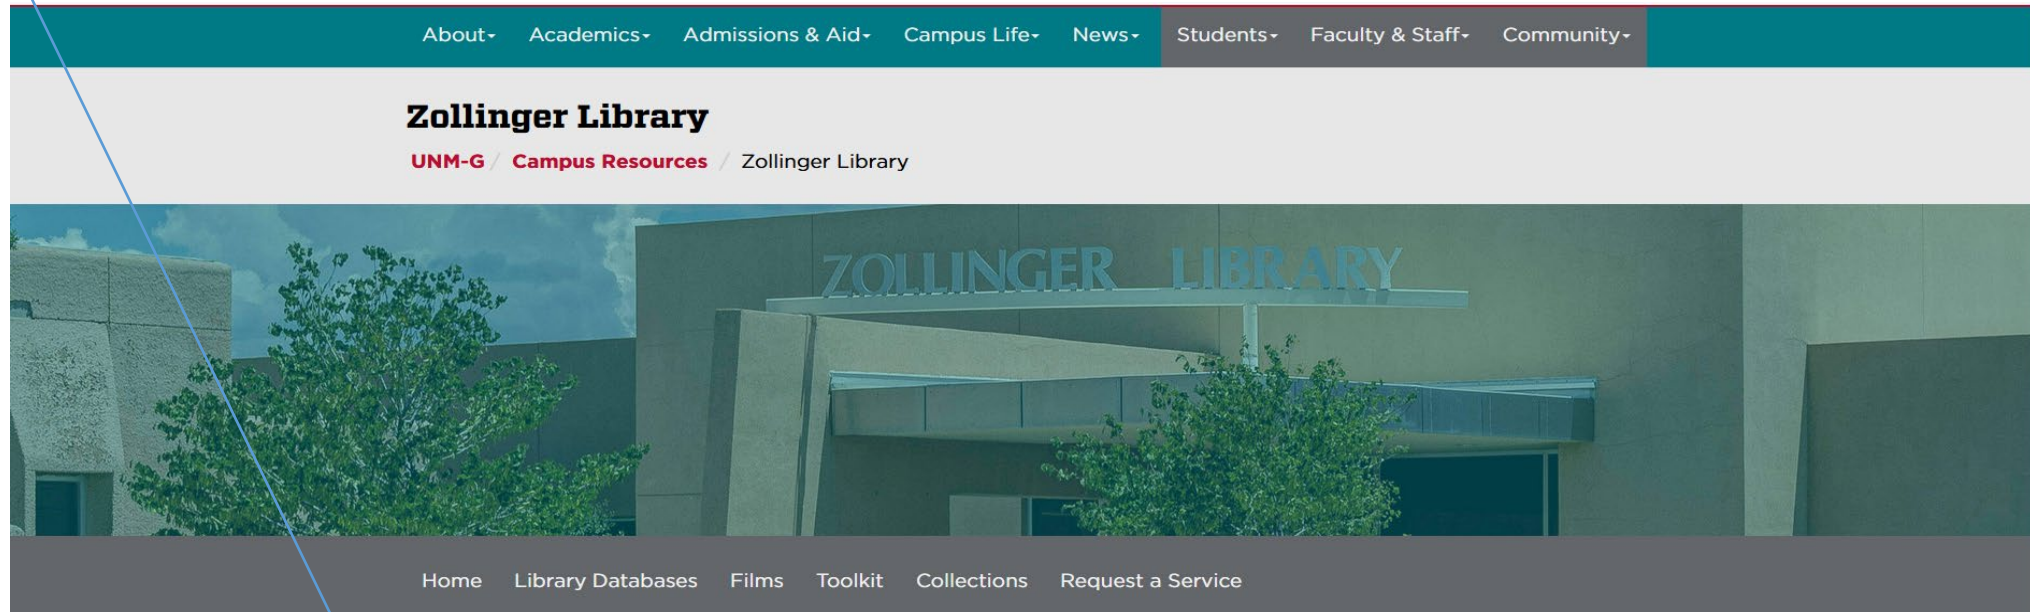 About Academics Admissions & Aid Campus Life News Students Faculty & Staff Community
Zollinger Library
UNM-G / Campus Resources / Zollinger Library
ZOLLINGER LIBRARY
Home Library Databases Films Toolkit Collections Request a Service